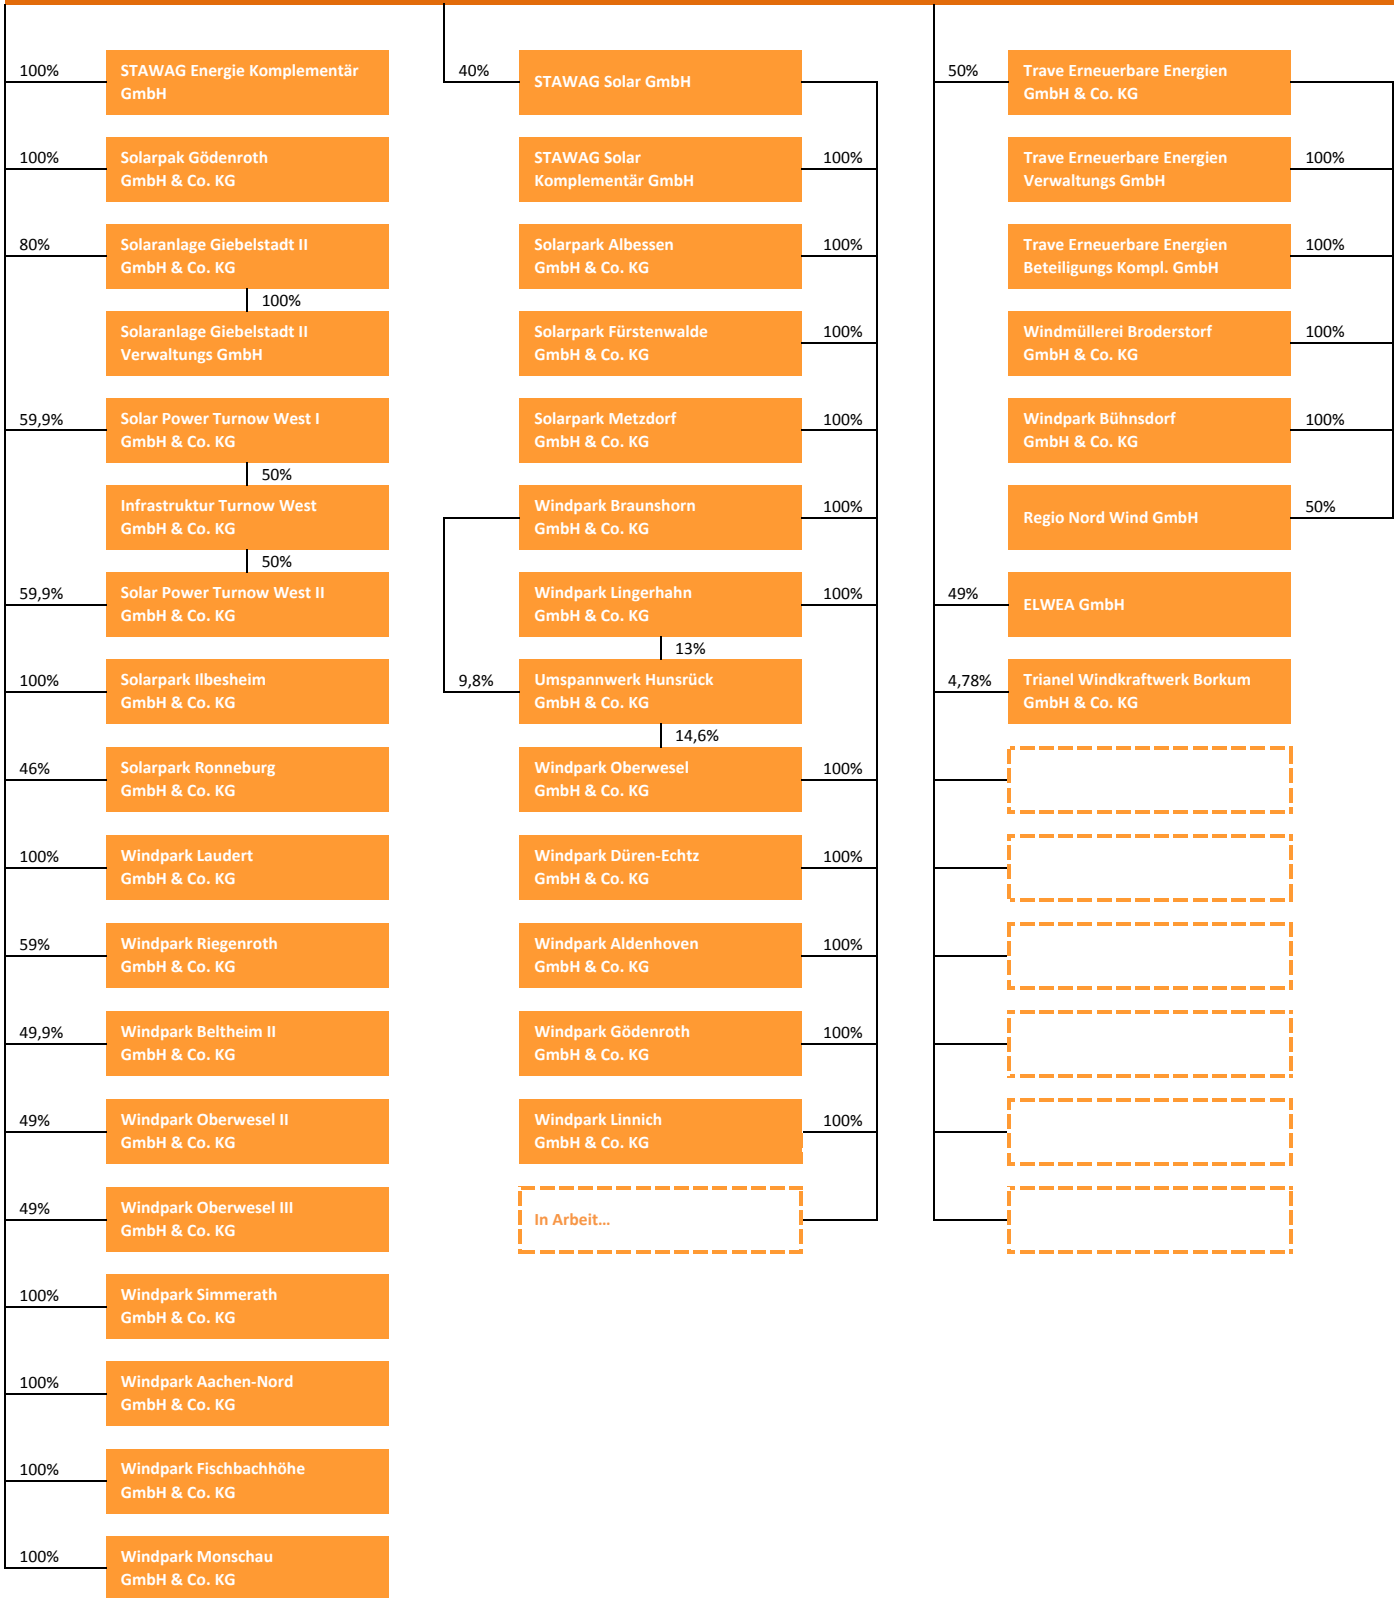 100%
STAWAG Energie Komplementär
GmbH
100%
Solarpak Gödenroth
GmbH & Co. KG
80%
Solaranlage Giebelstadt II
GmbH & Co. KG
100%
Solaranlage Giebelstadt II
Verwaltungs GmbH
59,9%
Solar Power Turnow West I
GmbH & Co. KG
50%
Infrastruktur Turnow West
GmbH & Co. KG
50%
59,9%
Solar Power Turnow West II
GmbH & Co. KG
100%
Solarpark Ilbesheim
GmbH & Co. KG
46%
Solarpark Ronneburg
GmbH & Co. KG
100%
Windpark Laudert
GmbH & Co. KG
59%
Windpark Riegenroth
GmbH & Co. KG
49,9%
Windpark Beltheim II
GmbH & Co. KG
49%
Windpark Oberwesel II
GmbH & Co. KG
49%
Windpark Oberwesel III
GmbH & Co. KG
100%
Windpark Simmerath
GmbH & Co. KG
100%
Windpark Aachen-Nord
GmbH & Co. KG
100%
Windpark Fischbachhöhe
GmbH & Co. KG
100%
Windpark Monschau
GmbH & Co. KG
40%
STAWAG Solar GmbH
STAWAG Solar
Komplementär GmbH
100%
Solarpark Albessen
GmbH & Co. KG
100%
Solarpark Fürstenwalde
GmbH & Co. KG
100%
Solarpark Metzdorf
GmbH & Co. KG
100%
Windpark Braunshorn
GmbH & Co. KG
100%
Windpark Lingerhahn
GmbH & Co. KG
100%
13%
9,8%
Umspannwerk Hunsrück
GmbH & Co. KG
14,6%
Windpark Oberwesel
GmbH & Co. KG
100%
Windpark Düren-Echtz
GmbH & Co. KG
100%
Windpark Aldenhoven
GmbH & Co. KG
100%
Windpark Gödenroth
GmbH & Co. KG
100%
Windpark Linnich
GmbH & Co. KG
100%
In Arbeit...
50%
Trave Erneuerbare Energien
GmbH & Co. KG
Trave Erneuerbare Energien
Verwaltungs GmbH
100%
Trave Erneuerbare Energien
Beteiligungs Kompl. GmbH
100%
Windmüllerei Broderstorf
GmbH & Co. KG
100%
Windpark Bühnsdorf
GmbH & Co. KG
100%
Regio Nord Wind GmbH
50%
49%
ELWEA GmbH
4,78%
Trianel Windkraftwerk Borkum
GmbH & Co. KG